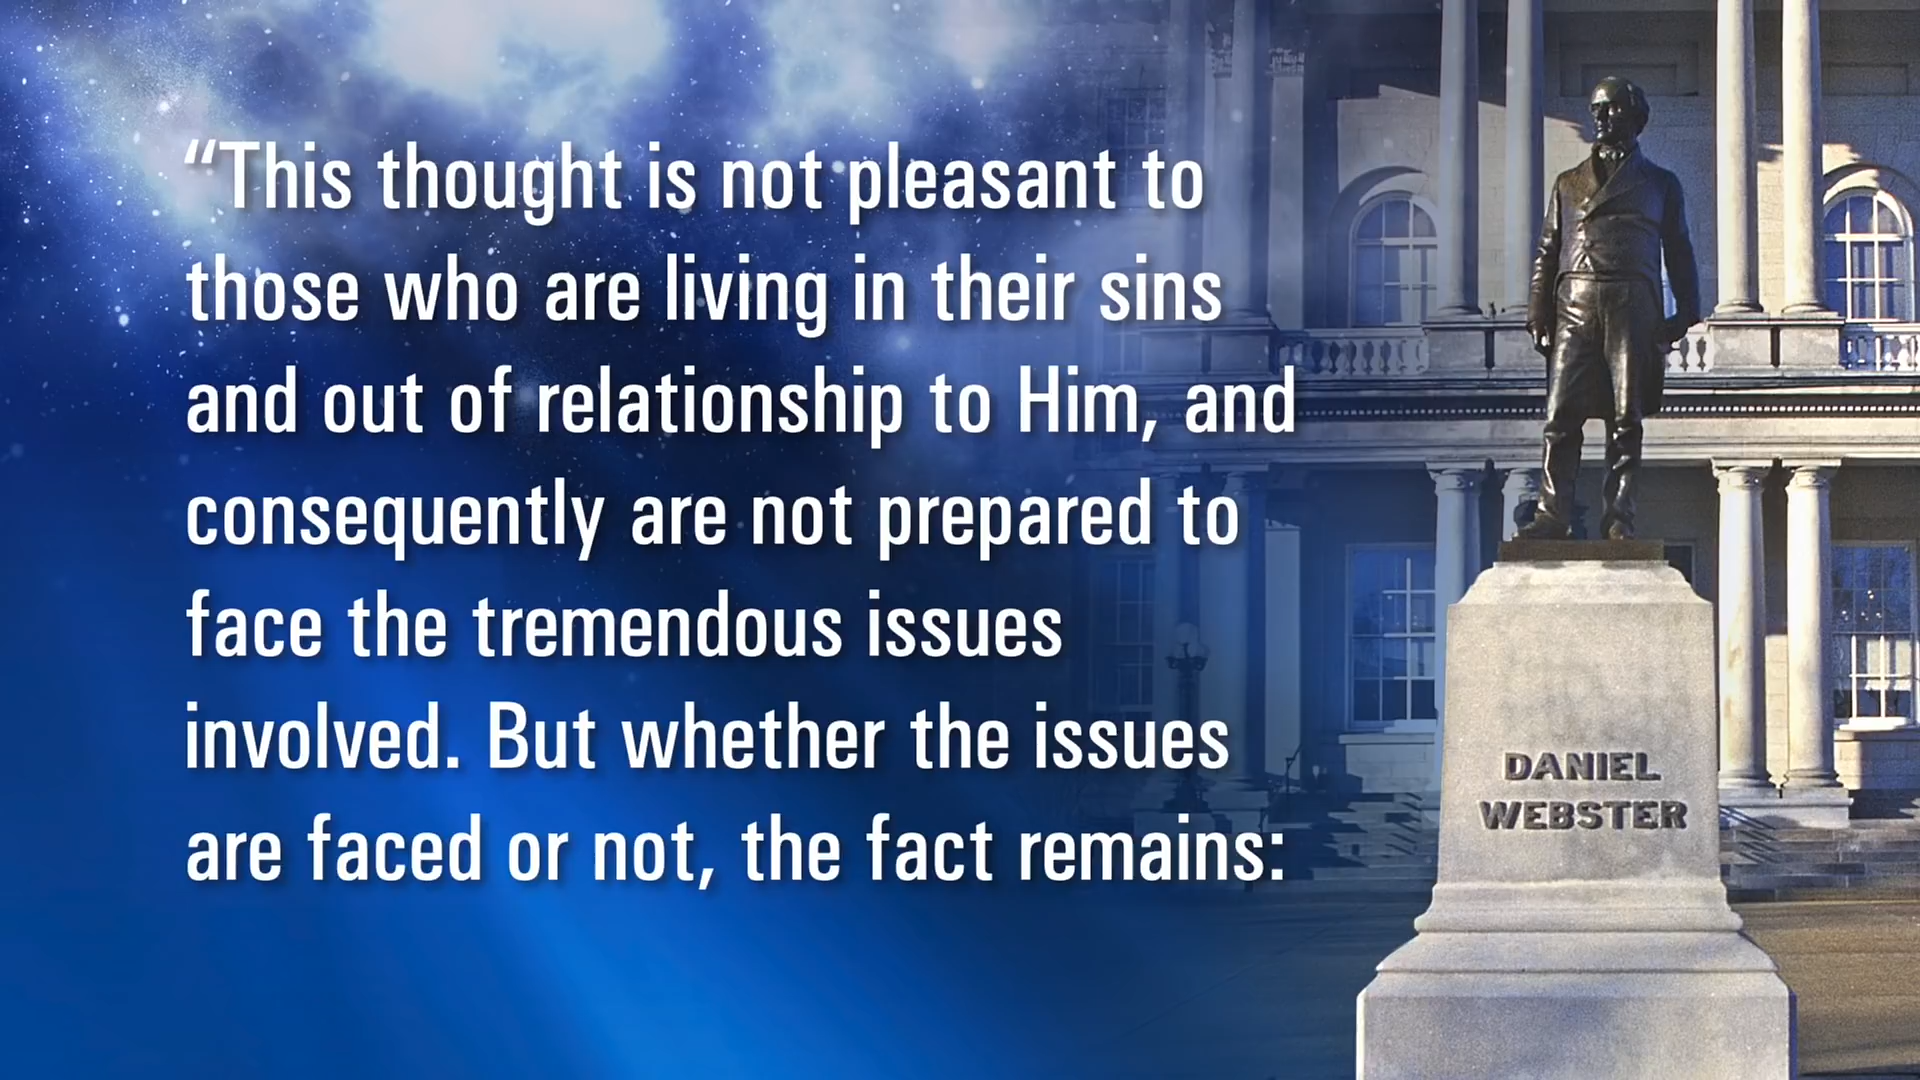 “This thought is not pleasant to
those who are living in their sins
and out of relationship to Him, and
consequently are not prepared to
face the tremendous issues
involved. But whether the issues
are faced or not, the fact remains:
DANIEL
WEBSTER